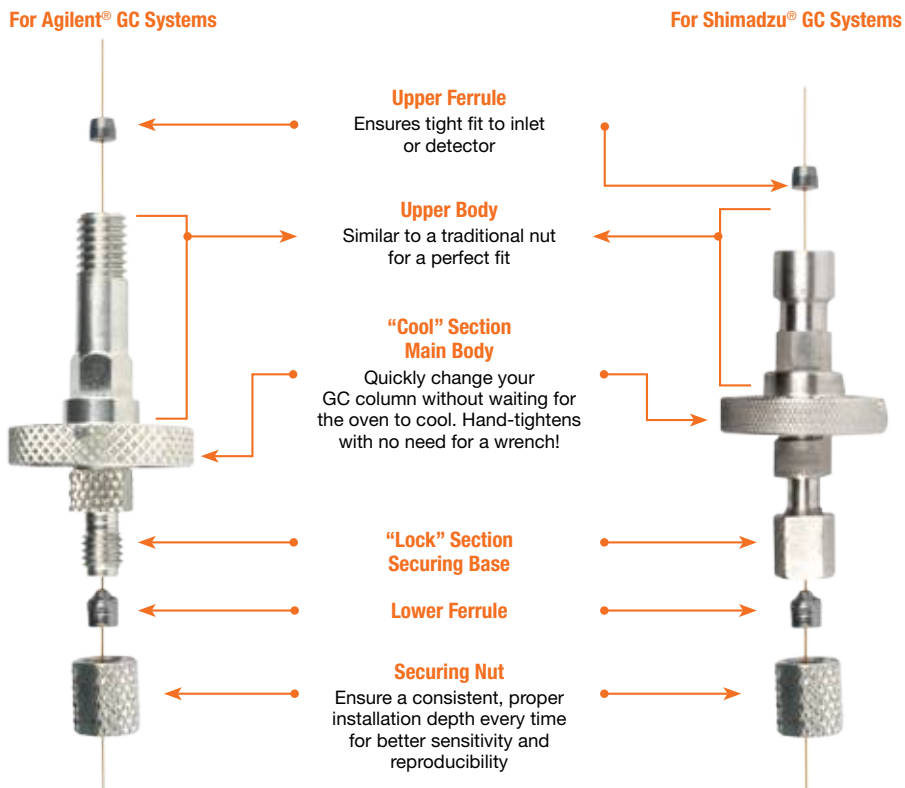 For Agilent® GC Systems
For Shimadzu® GC Systems
Upper Ferrule
Ensures tight fit to inlet
or detector
Upper Body
Similar to a traditional nut
for a perfect fit
“Cool” Section
Main Body
Quickly change your
GC column without waiting for
the oven to cool. Hand-tightens
with no need for a wrench!
“Lock” Section
Securing Base
Lower Ferrule
Securing Nut
Ensure a consistent, proper
installation depth every time
for better sensitivity and
reproducibility